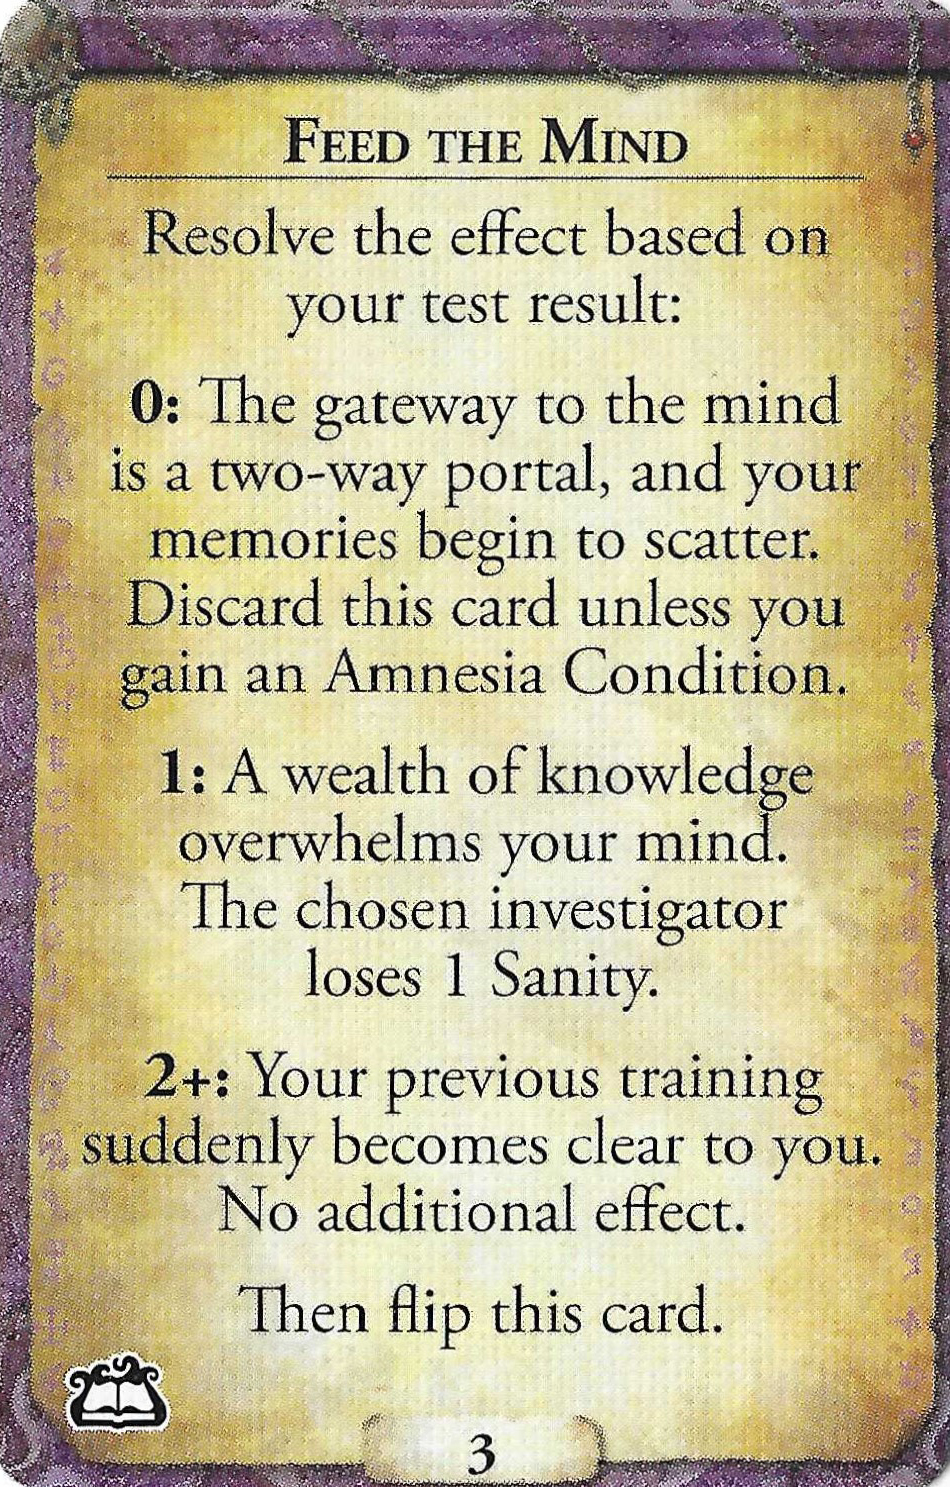 Feed the Mind
Resolve the effect based on
your test result:
0: The gateway to the mind
is a two-way portal, and your
memories begin to scatter.
Discard this card unless you
gain an Amnesia Condition.
1: A wealth of knowledge
overwhelms your mind.
The chosen investigator
loses 1 Sanity.
2+: Your previous training
suddenly becomes clear to you.
No additional effect.
Then flip this card.
3